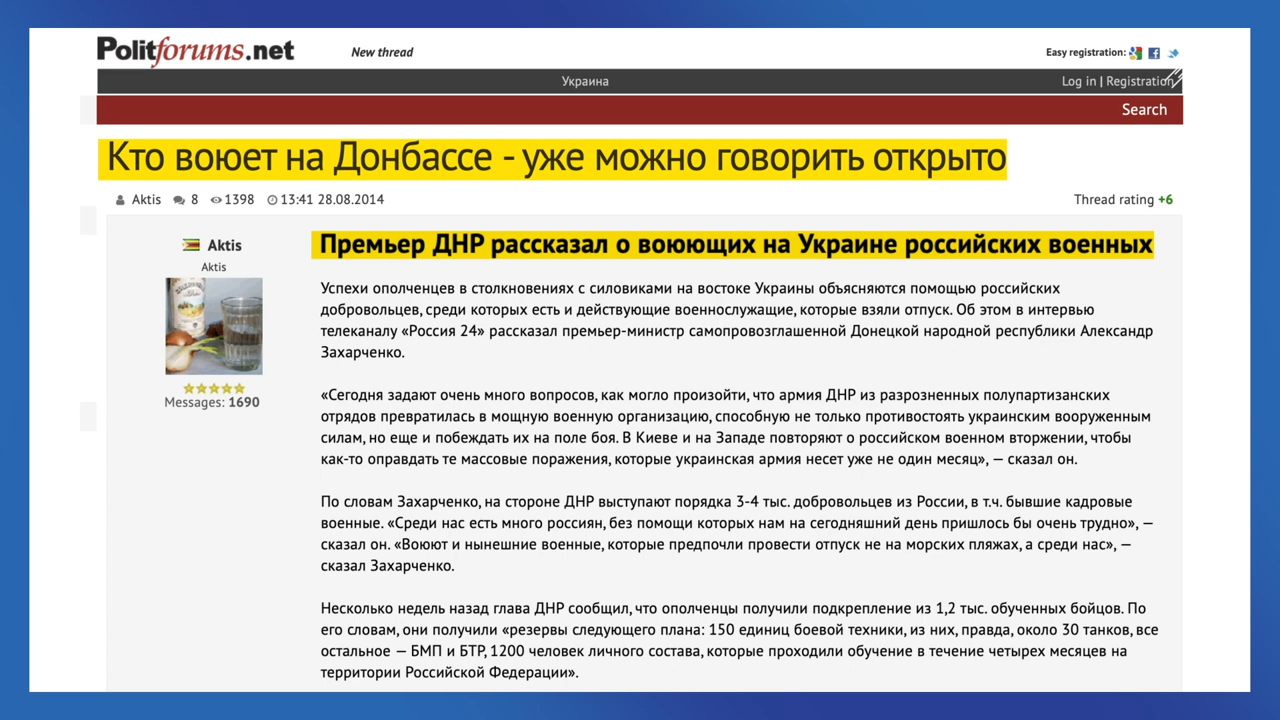 Politforums.net
New thread
Easy registration:
Украина
Log in | Registration
Search
Кто воюет на Донбассе - уже можно говорить открыто
Aktis 8 1398 13:41 28.08.2014
Thread rating +6
Aktis
Aktis
Messages: 1690
Премьер ДНР рассказал о воюющих на Украине российских военных
Успехи ополченцев в столкновениях с силовиками на востоке Украины объясняются помощью российских
добровольцев, среди которых есть и действующие военнослужащие, которые взяли отпуск. Об этом в интервью
телеканалу «Россия 24» рассказал премьер-министр самопровозглашенной Донецкой народной республики Александр
Захарченко.
«Сегодня задают очень много вопросов, как могло произойти, что армия ДНР из разрозненных полупартизанских
отрядов превратилась в мощную военную организацию, способную не только противостоять украинским вооруженным
силам, но еще и побеждать их на поле боя. В Киеве и на Западе повторяют о российском военном вторжении, чтобы
как-то оправдать те массовые поражения, которые украинская армия несет уже не один месяц», — сказал он.
По словам Захарченко, на стороне ДНР выступают порядка 3-4 тыс. добровольцев из России, в т.ч. бывшие кадровые
военные. «Среди нас есть много россиян, без помощи которых нам на сегодняшний день пришлось бы очень трудно», —
сказал он. «Воюют и нынешние военные, которые предпочли провести отпуск не на морских пляжах, а среди нас», —
сказал Захарченко.
Несколько недель назад глава ДНР сообщил, что ополченцы получили подкрепление из 1,2 тыс. обученных бойцов. По
его словам, они получили «резервы следующего плана: 150 единиц боевой техники, из них, правда, около 30 танков, все
остальное — БМП и БТР, 1200 человек личного состава, которые проходили обучение в течение четырех месяцев на
территории Российской Федерации».